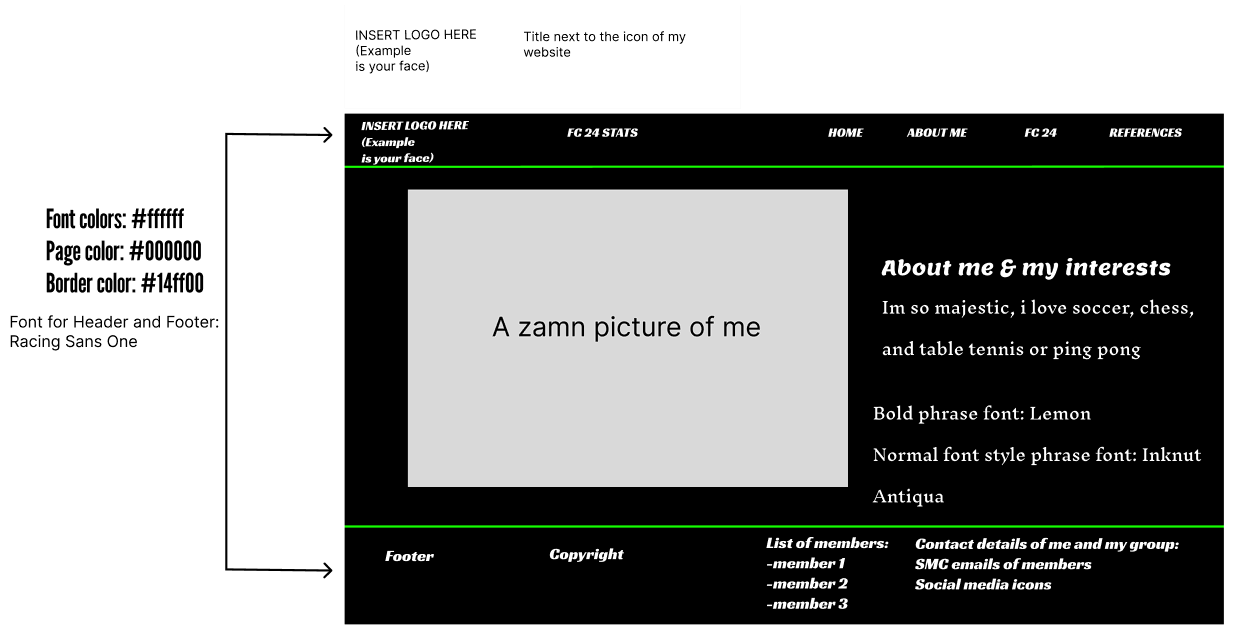 INSERT LOGO HERE
(Example
is your face)
Title next to the icon of my
website
INSERT LOGO HERE
(Example
is your face)
FC 24 STATS
HOME
ABOUT ME
FC 24
REFERENCES
Font colors: #ffffff
Page color: #000000
Border color: #14ff00
Font for Header and Footer:
Racing Sans One
A zamn picture of me
About me & my interests
Im so majestic, i love soccer, chess,
and table tennis or ping pong
Bold phrase font: Lemon
Normal font style phrase font: Inknut
Antiqua
Footer
Copyright
List of members:
-member 1
-member 2
-member 3
Contact details of me and my group:
SMC emails of members
Social media icons